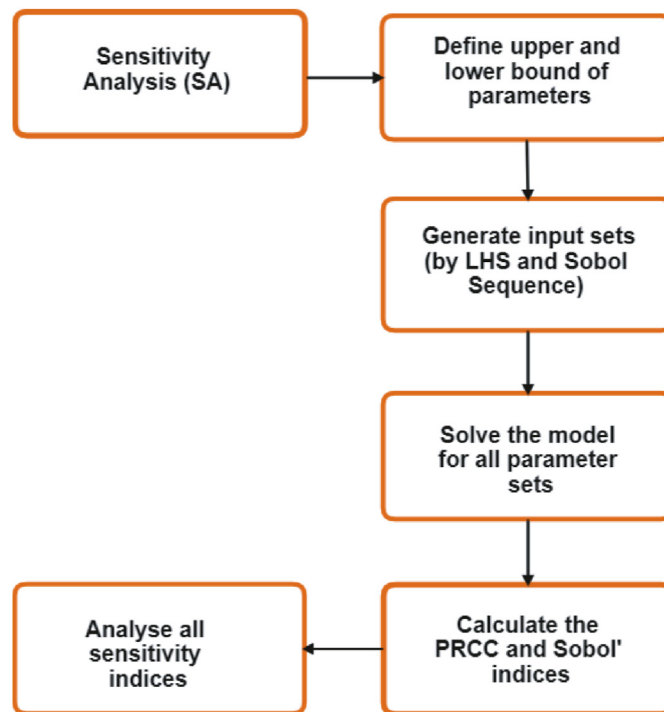 Sensitivity
Analysis (SA)
Define upper and
lower bound of
parameters
Generate input sets
(by LHS and Sobol
Sequence)
Solve the model
for all parameter
sets
Calculate the
PRCC and Sobol'
indices
Analyse all
sensitivity
indices